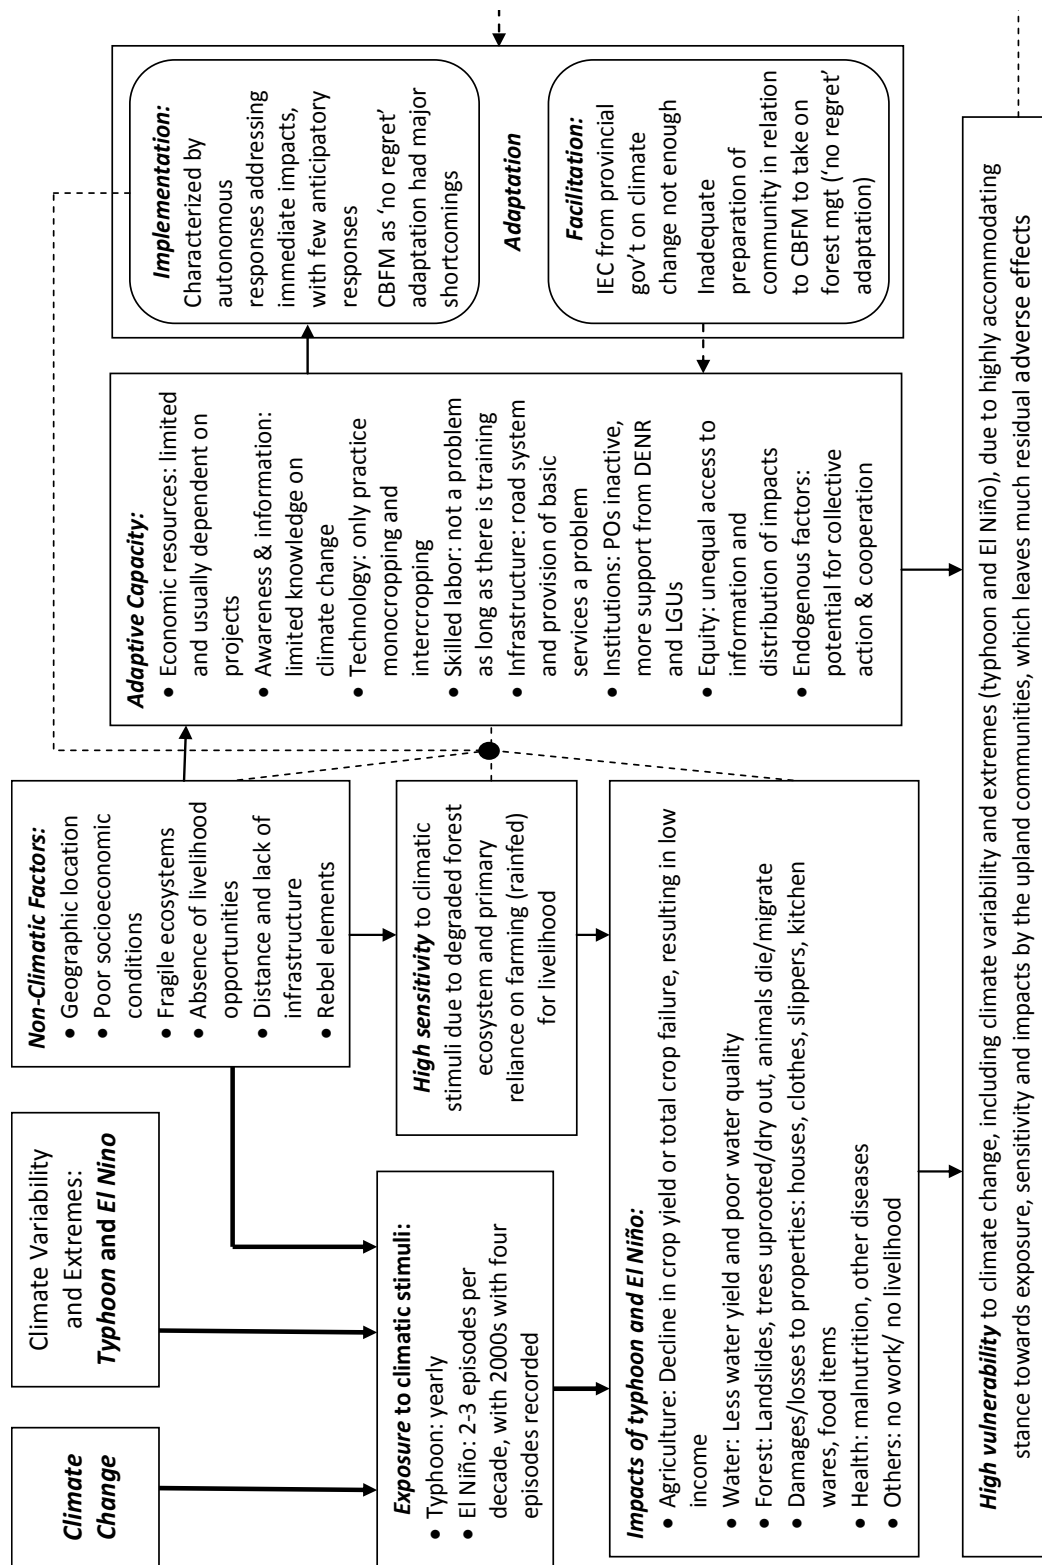 Climate
Change
Climate Variability
and Extremes:
Typhoon and El Nino
Non-Climatic Factors:
• Geographic location
• Poor socioeconomic
conditions
• Fragile ecosystems
• Absence of livelihood
opportunities
• Distance and lack of
infrastructure
• Rebel elements
Exposure to climatic stimuli:
• Typhoon: yearly
• El Niño: 2-3 episodes per
decade, with 2000s with four
episodes recorded
High sensitivity to climatic
stimuli due to degraded forest
ecosystem and primary
reliance on farming (rainfed)
for livelihood
Impacts of typhoon and El Niño:
• Agriculture: Decline in crop yield or total crop failure, resulting in low
income
• Water: Less water yield and poor water quality
• Forest: Landslides, trees uprooted/dry out, animals die/migrate
• Damages/losses to properties: houses, clothes, slippers, kitchen
wares, food items
• Health: malnutrition, other diseases
• Others: no work/ no livelihood
Adaptive Capacity:
• Economic resources: limited
and usually dependent on
projects
• Awareness & information:
limited knowledge on
climate change
• Technology: only practice
monocropping and
intercropping
• Skilled labor: not a problem
as long as there is training
• Infrastructure: road system
and provision of basic
services a problem
• Institutions: POs inactive,
more support from DENR
and LGUs
• Equity: unequal access to
information and
distribution of impacts
• Endogenous factors:
potential for collective
action & cooperation
Implementation:
Characterized by
autonomous
responses addressing
immediate impacts,
with few anticipatory
responses
CBFM as ‘no regret’
adaptation had major
shortcomings
Adaptation
Facilitation:
IEC from provincial
gov’t on climate
change not enough
Inadequate
preparation of
community in relation
to CBFM to take on
forest mgt (‘no regret’
adaptation)
High vulnerability to climate change, including climate variability and extremes (typhoon and El Niño), due to highly accommodating
stance towards exposure, sensitivity and impacts by the upland communities, which leaves much residual adverse effects